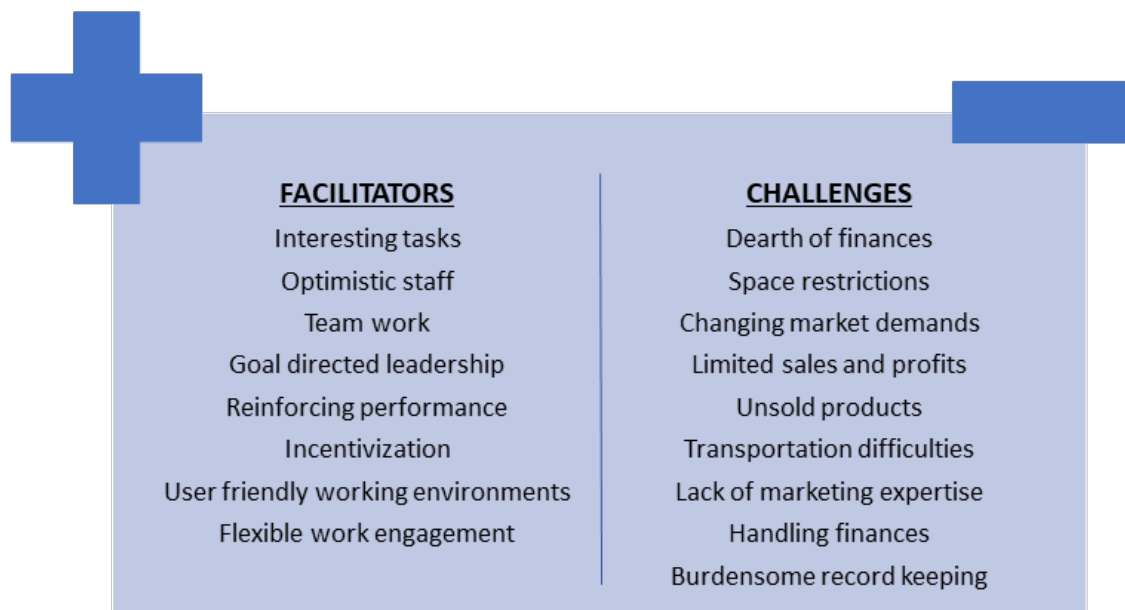 FACILITATORS
Interesting tasks
Optimistic staff
Team work
Goal directed leadership
Reinforcing performance
Incentivization
User friendly working environments
Flexible work engagement
CHALLENGES
Dearth of finances
Space restrictions
Changing market demands
Limited sales and profits
Unsold products
Transportation difficulties
Lack of marketing expertise
Handling finances
Burdensome record keeping